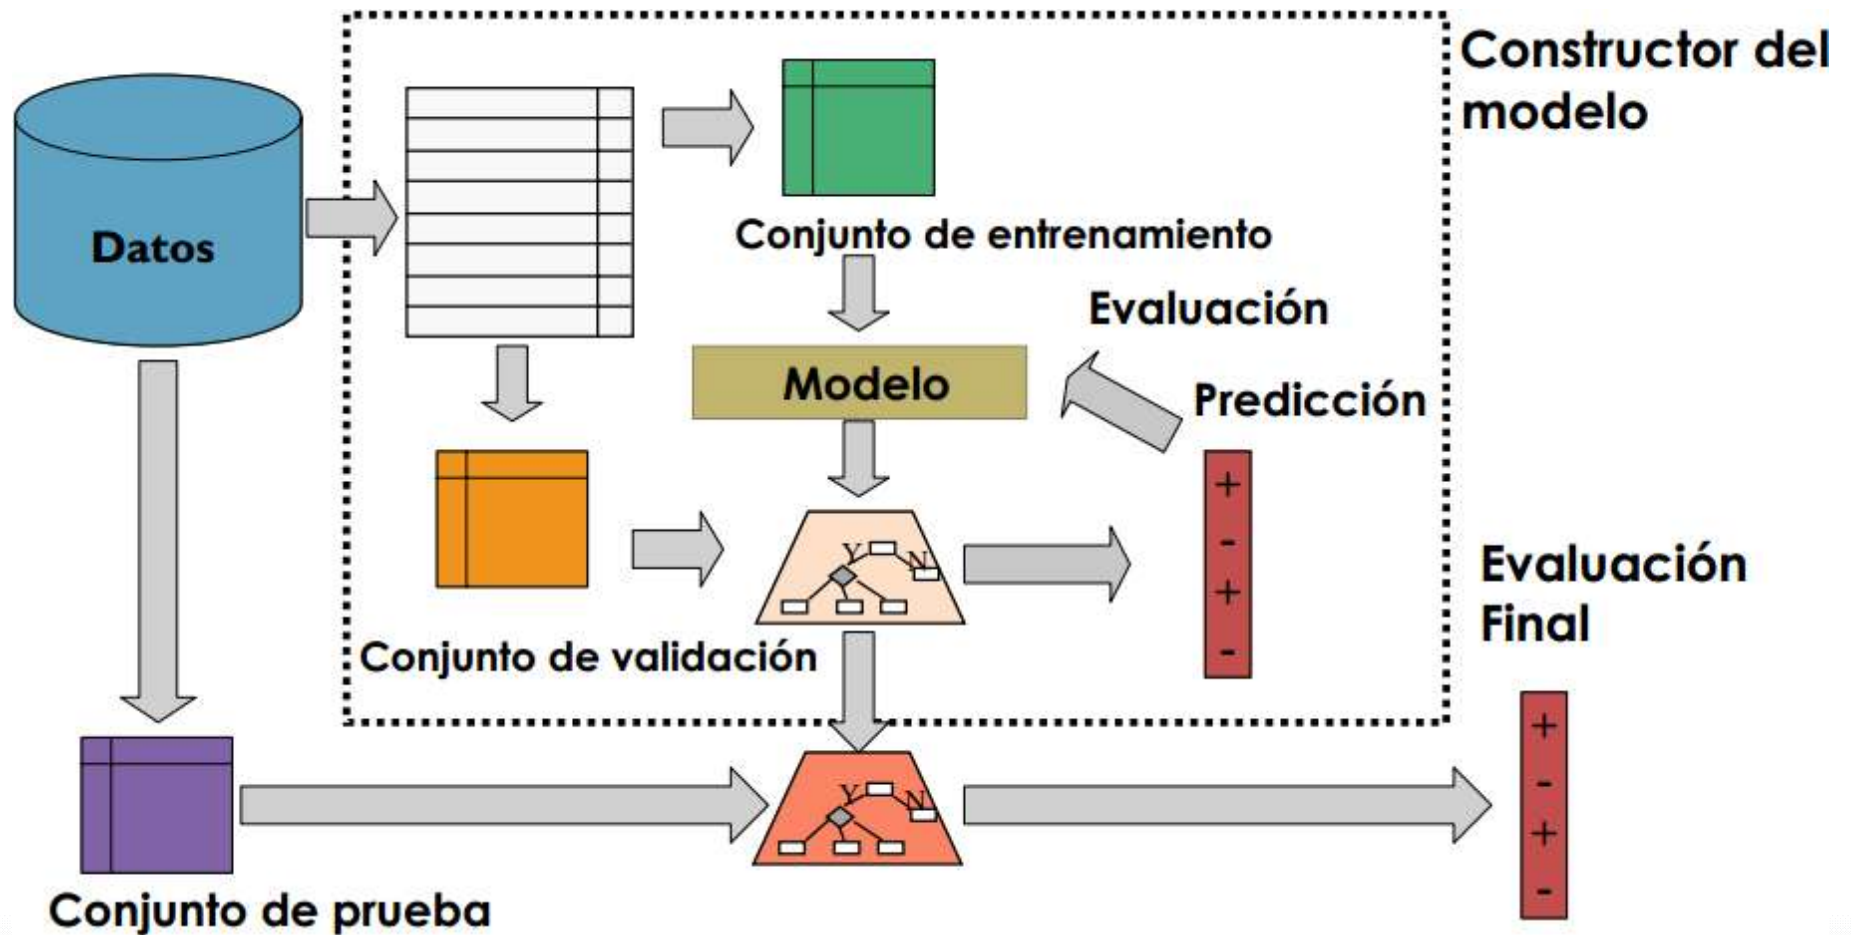 Constructor del
modelo
Datos
Conjunto de entrenamiento
Evaluación
Modelo
Predicción
+
-
+
-
Y
N
Conjunto de validación
Evaluación
Final
Y
N
+
-
+
-
Conjunto de prueba